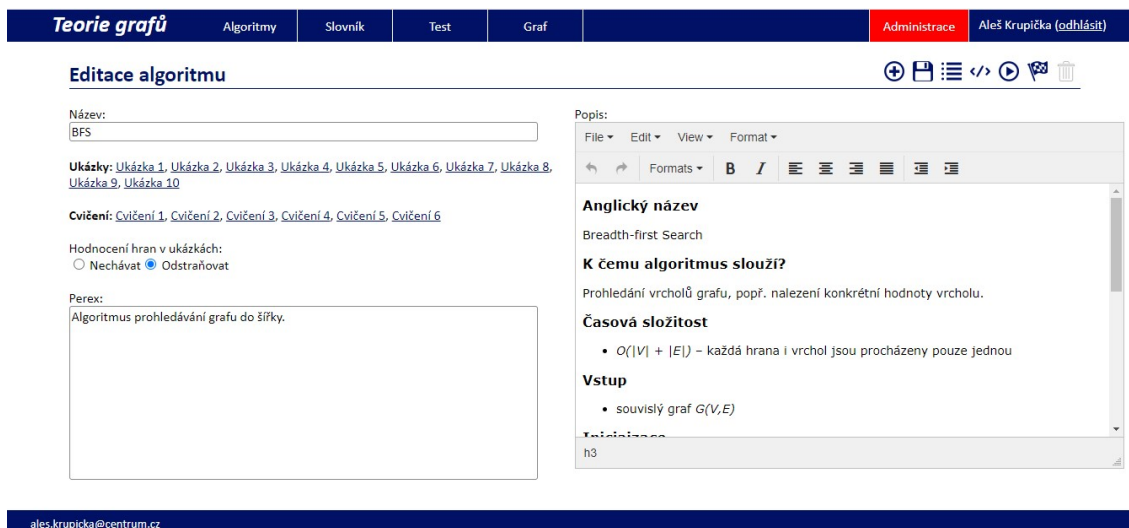 Teorie grafů Algoritmy Slovník Test Graf Administrace Aleš Krupička (odhlásit)
Editace algoritmu
Název:
BFS
Ukázky: Ukázka 1, Ukázka 2, Ukázka 3, Ukázka 4, Ukázka 5, Ukázka 6, Ukázka 7, Ukázka 8,
Ukázka 9, Ukázka 10
Cvičení: Cvičení 1, Cvičení 2, Cvičení 3, Cvičení 4, Cvičení 5, Cvičení 6
Hodnocení hran v ukázkách:
Nechávat Odstraňovat
Perex:
Algoritmus prohledávání grafu do šířky.
Popis:
File Edit View Format
Formats B I
Anglický název
Breadth-first Search
K čemu algoritmus slouží?
Prohledání vrcholů grafu, popř. nalezení konkrétní hodnoty vrcholu.
Časová složitost
• O(|V| + |E|) – každá hrana i vrchol jsou procházeny pouze jednou
Vstup
• souvislý graf G(V,E)
h3
ales.krupicka@centrum.cz